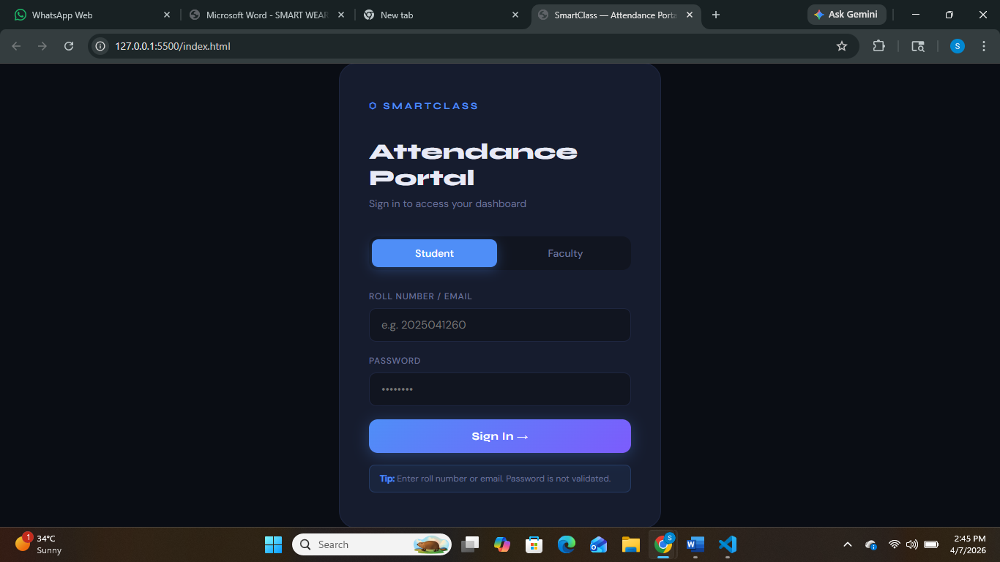 WhatsApp Web
Microsoft Word - SMART WEAR
New tab
SmartClass — Attendance Porta
Ask Gemini
127.0.0.1:5500/index.html
S
SMARTCLASS
Attendance
Portal
Sign in to access your dashboard
Student
Faculty
ROLL NUMBER / EMAIL
e.g. 2025041260
PASSWORD
••••••••
Sign In →
Tip: Enter roll number or email. Password is not validated.
1
34°C
Sunny
Search
S
2:45 PM
4/7/2026